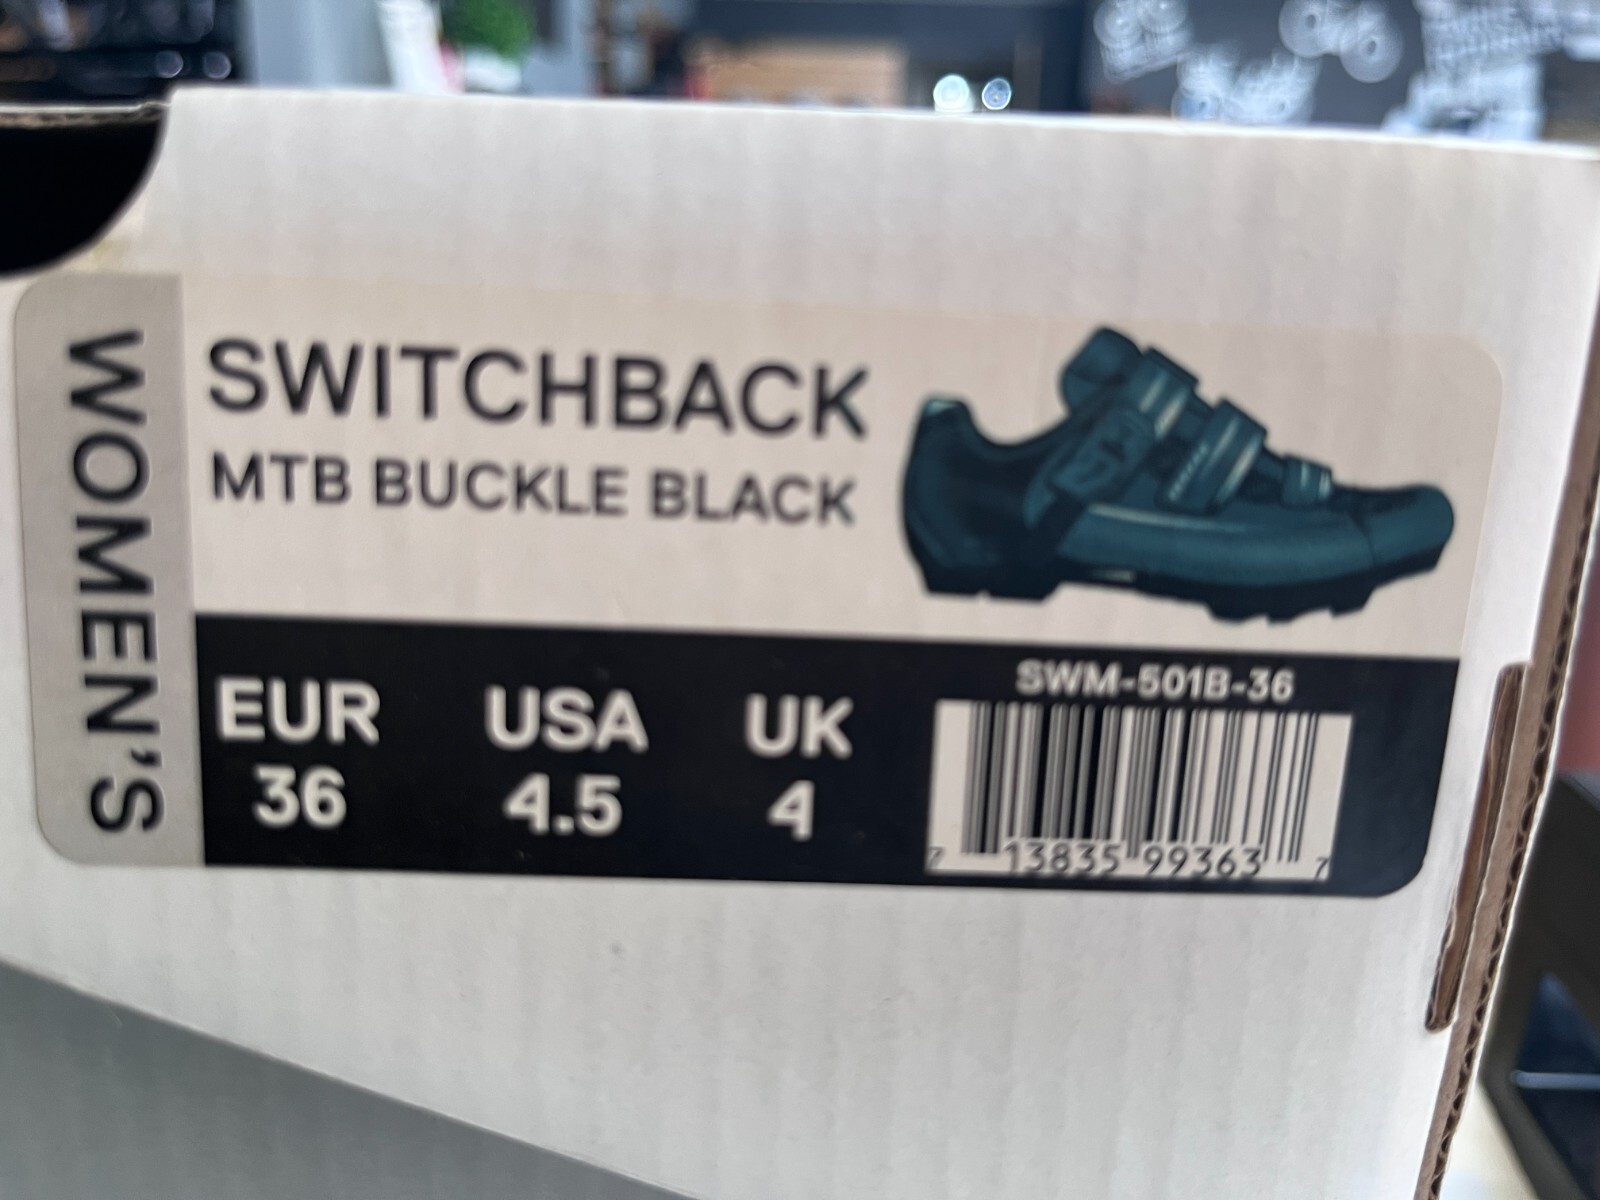 WOMEN'S
SWITCHBACK
MTB BUCKLE BLACK
EUR USA UK
36 4.5 4
SWM-501B-36
7 13835 99363 7